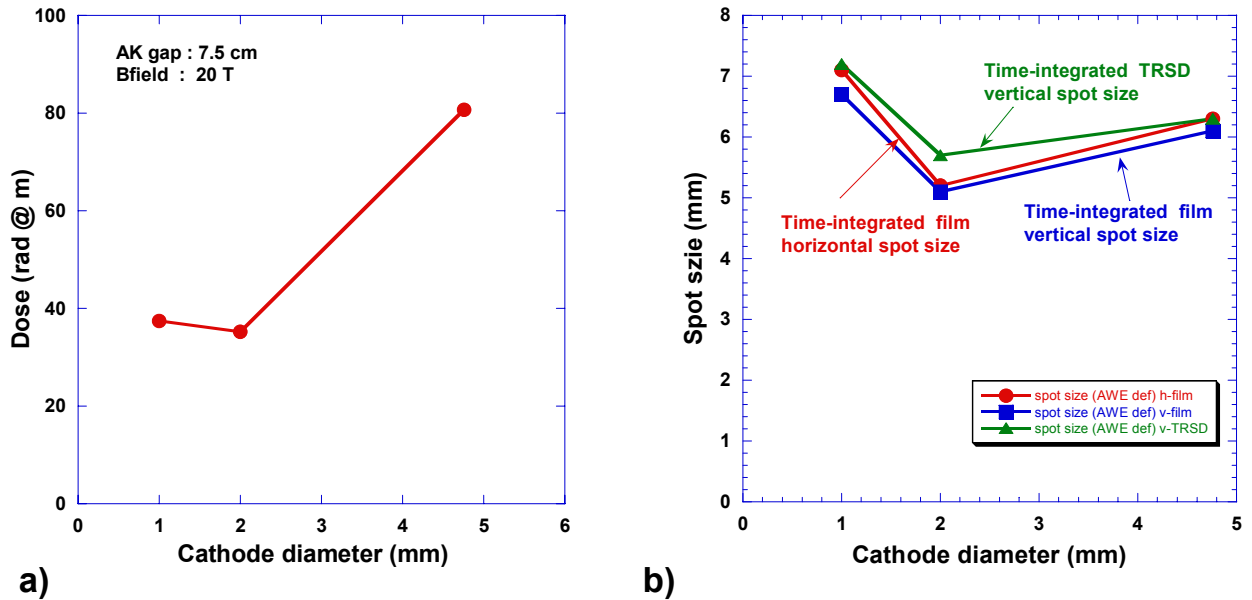 100
80
60
40
20
0
Dose (rad @ m)
AK gap : 7.5 cm
Bfield : 20 T
0 1 2 3 4 5 6
Cathode diameter (mm)
a)
8
7
6
5
4
3
2
1
0
Spot szie (mm)
Time-integrated TRSD
vertical spot size
Time-integrated film
horizontal spot size
Time-integrated film
vertical spot size
spot size (AWE def) h-film
spot size (AWE def) v-film
spot size (AWE def) v-TRSD
0 1 2 3 4 5
Cathode diameter (mm)
b)